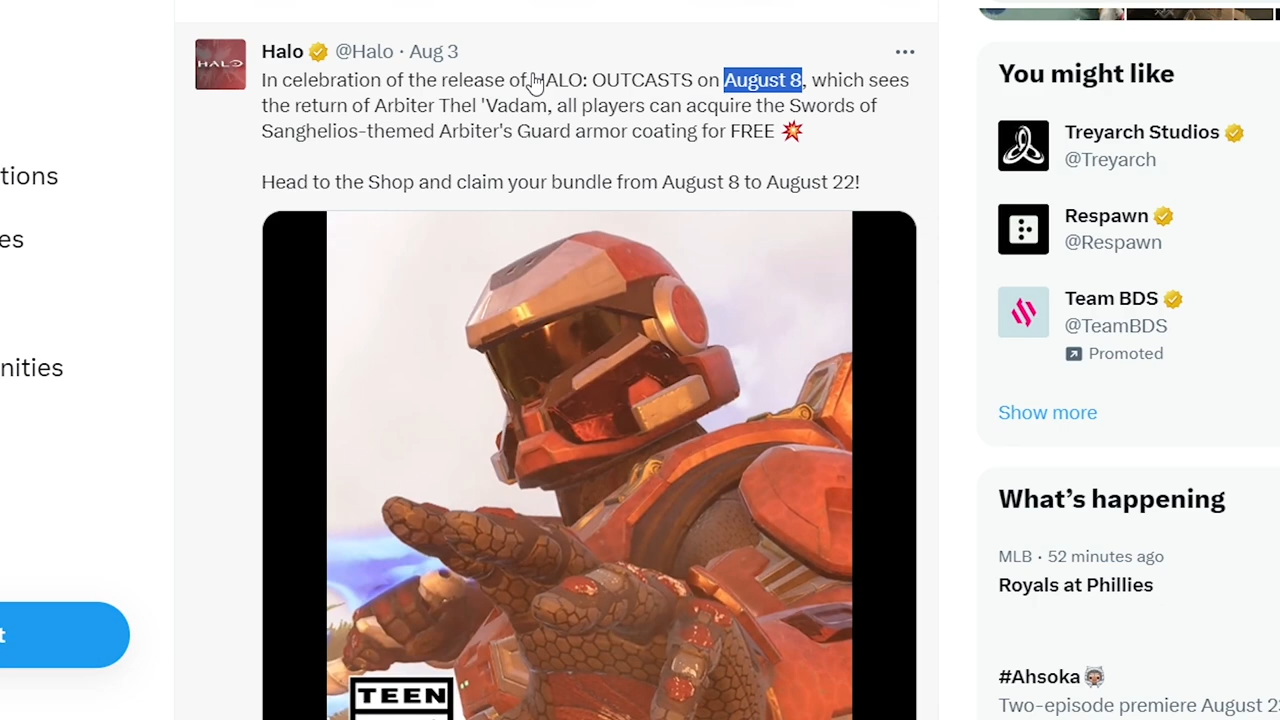 Halo @Halo · Aug 3
In celebration of the release of HALO: OUTCASTS on August 8, which sees
the return of Arbiter Thel 'Vadam, all players can acquire the Swords of
Sanghelios-themed Arbiter's Guard armor coating for FREE 💥
Head to the Shop and claim your bundle from August 8 to August 22!
HALO
TEEN
tions
es
nities
t
You might like
Treyarch Studios
@Treyarch
Respawn
@Respawn
Team BDS
@TeamBDS
Promoted
Show more
What's happening
MLB · 52 minutes ago
Royals at Phillies
#Ahsoka
Two-episode premiere August 2